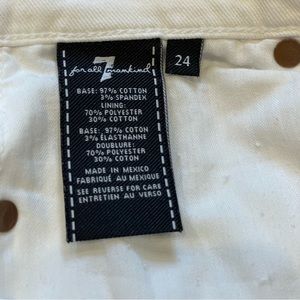 7
for all mankind
24
BASE: 97% COTTON
3% SPANDEX
LINING:
70% POLYESTER
30% COTTON
BASE: 97% COTON
3% ÉLASTHANNE
DOUBLURE:
70% POLYESTER
30% COTON
MADE IN MEXICO
FABRIQUÉ AU MEXIQUE
SEE REVERSE FOR CARE
ENTRETIEN AU VERSO